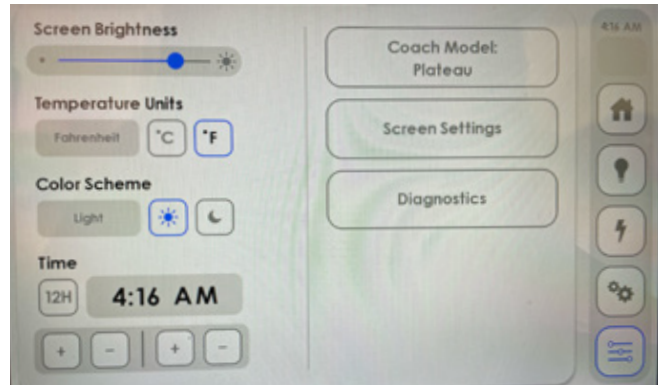 Screen Brightness
Temperature Units
Fahrenheit °C °F
Color Scheme
Light
Time
12H 4:16 AM
+ - + -
Coach Model:
Plateau
Screen Settings
Diagnostics
4:16 AM